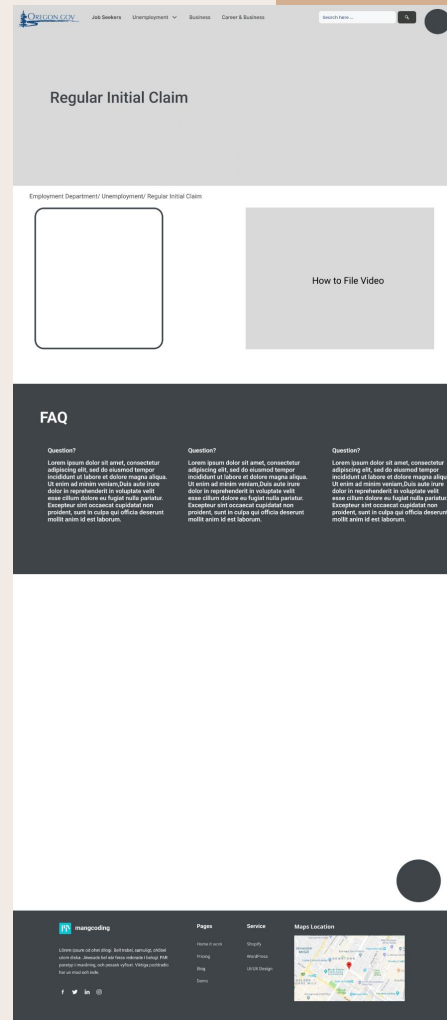 OREGON.GOV
Job Seekers Unemployment Business Career & Business
Search here ...
Regular Initial Claim
Employment Department/ Unemployment/ Regular Initial Claim
How to File Video
FAQ
Question?
Lorem ipsum dolor sit amet, consectetur
adipiscing elit, sed do eiusmod tempor
incididunt ut labore et dolore magna aliqua.
Ut enim ad minim veniam,Duis aute irure
dolor in reprehenderit in voluptate velit
esse cillum dolore eu fugiat nulla pariatur.
Excepteur sint occaecat cupidatat non
proident, sunt in culpa qui officia deserunt
mollit anim id est laborum.
Question?
Lorem ipsum dolor sit amet, consectetur
adipiscing elit, sed do eiusmod tempor
incididunt ut labore et dolore magna aliqua.
Ut enim ad minim veniam,Duis aute irure
dolor in reprehenderit in voluptate velit
esse cillum dolore eu fugiat nulla pariatur.
Excepteur sint occaecat cupidatat non
proident, sunt in culpa qui officia deserunt
mollit anim id est laborum.
Question?
Lorem ipsum dolor sit amet, consectetur
adipiscing elit, sed do eiusmod tempor
incididunt ut labore et dolore magna aliqu
Ut enim ad minim veniam,Duis aute irure
dolor in reprehenderit in voluptate velit
esse cillum dolore eu fugiat nulla pariatur.
Excepteur sint occaecat cupidatat non
proident, sunt in culpa qui officia deserunt
mollit anim id est laborum.
mangcoding
Pages
Home it work
Pricing
Blog
Demo
Service
Shopify
WordPress
UI/UX Design
Maps Location